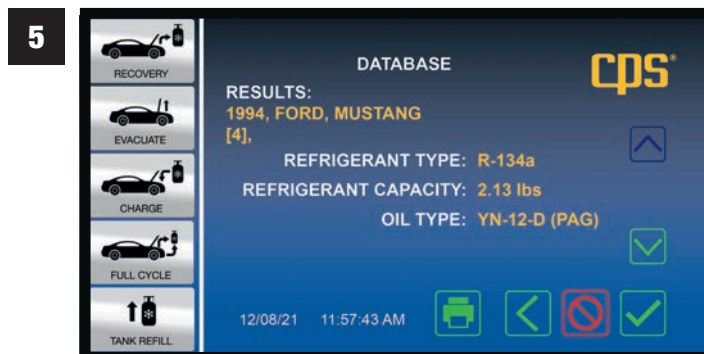 5
RECOVERY
EVACUATE
CHARGE
FULL CYCLE
TANK REFILL
DATABASE
cps®
RESULTS:
1994, FORD, MUSTANG
[4],
REFRIGERANT TYPE: R-134a
REFRIGERANT CAPACITY: 2.13 lbs
OIL TYPE: YN-12-D (PAG)
12/08/21 11:57:43 AM